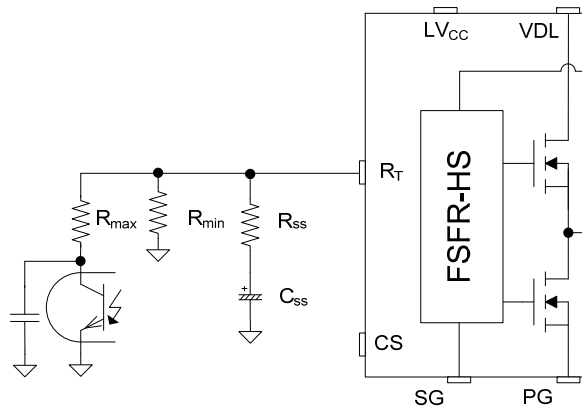 LVCC
VDL
RT
FSFR-HS
Rmax
Rmin
Rss
+
Css
CS
SG
PG